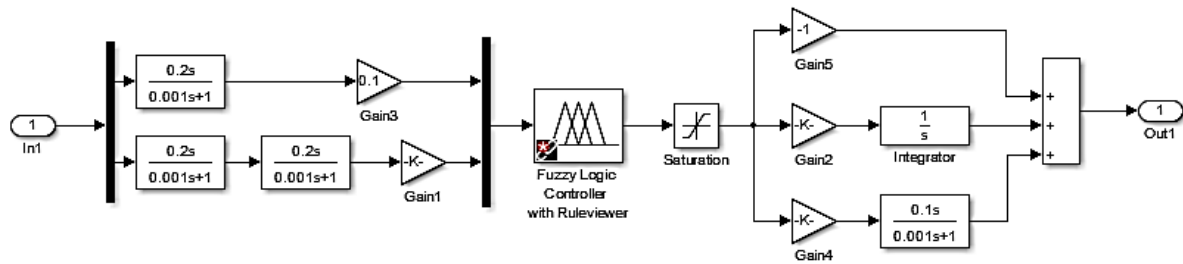 1
In1
0.2s
0.001s+1
0.1
Gain3
0.2s
0.001s+1
0.2s
0.001s+1
-K-
Gain1
Fuzzy Logic
Controller
with Ruleviewer
Saturation
-1
Gain5
-K-
Gain2
1
s
Integrator
-K-
Gain4
0.1s
0.001s+1
+
+
+
1
Out1